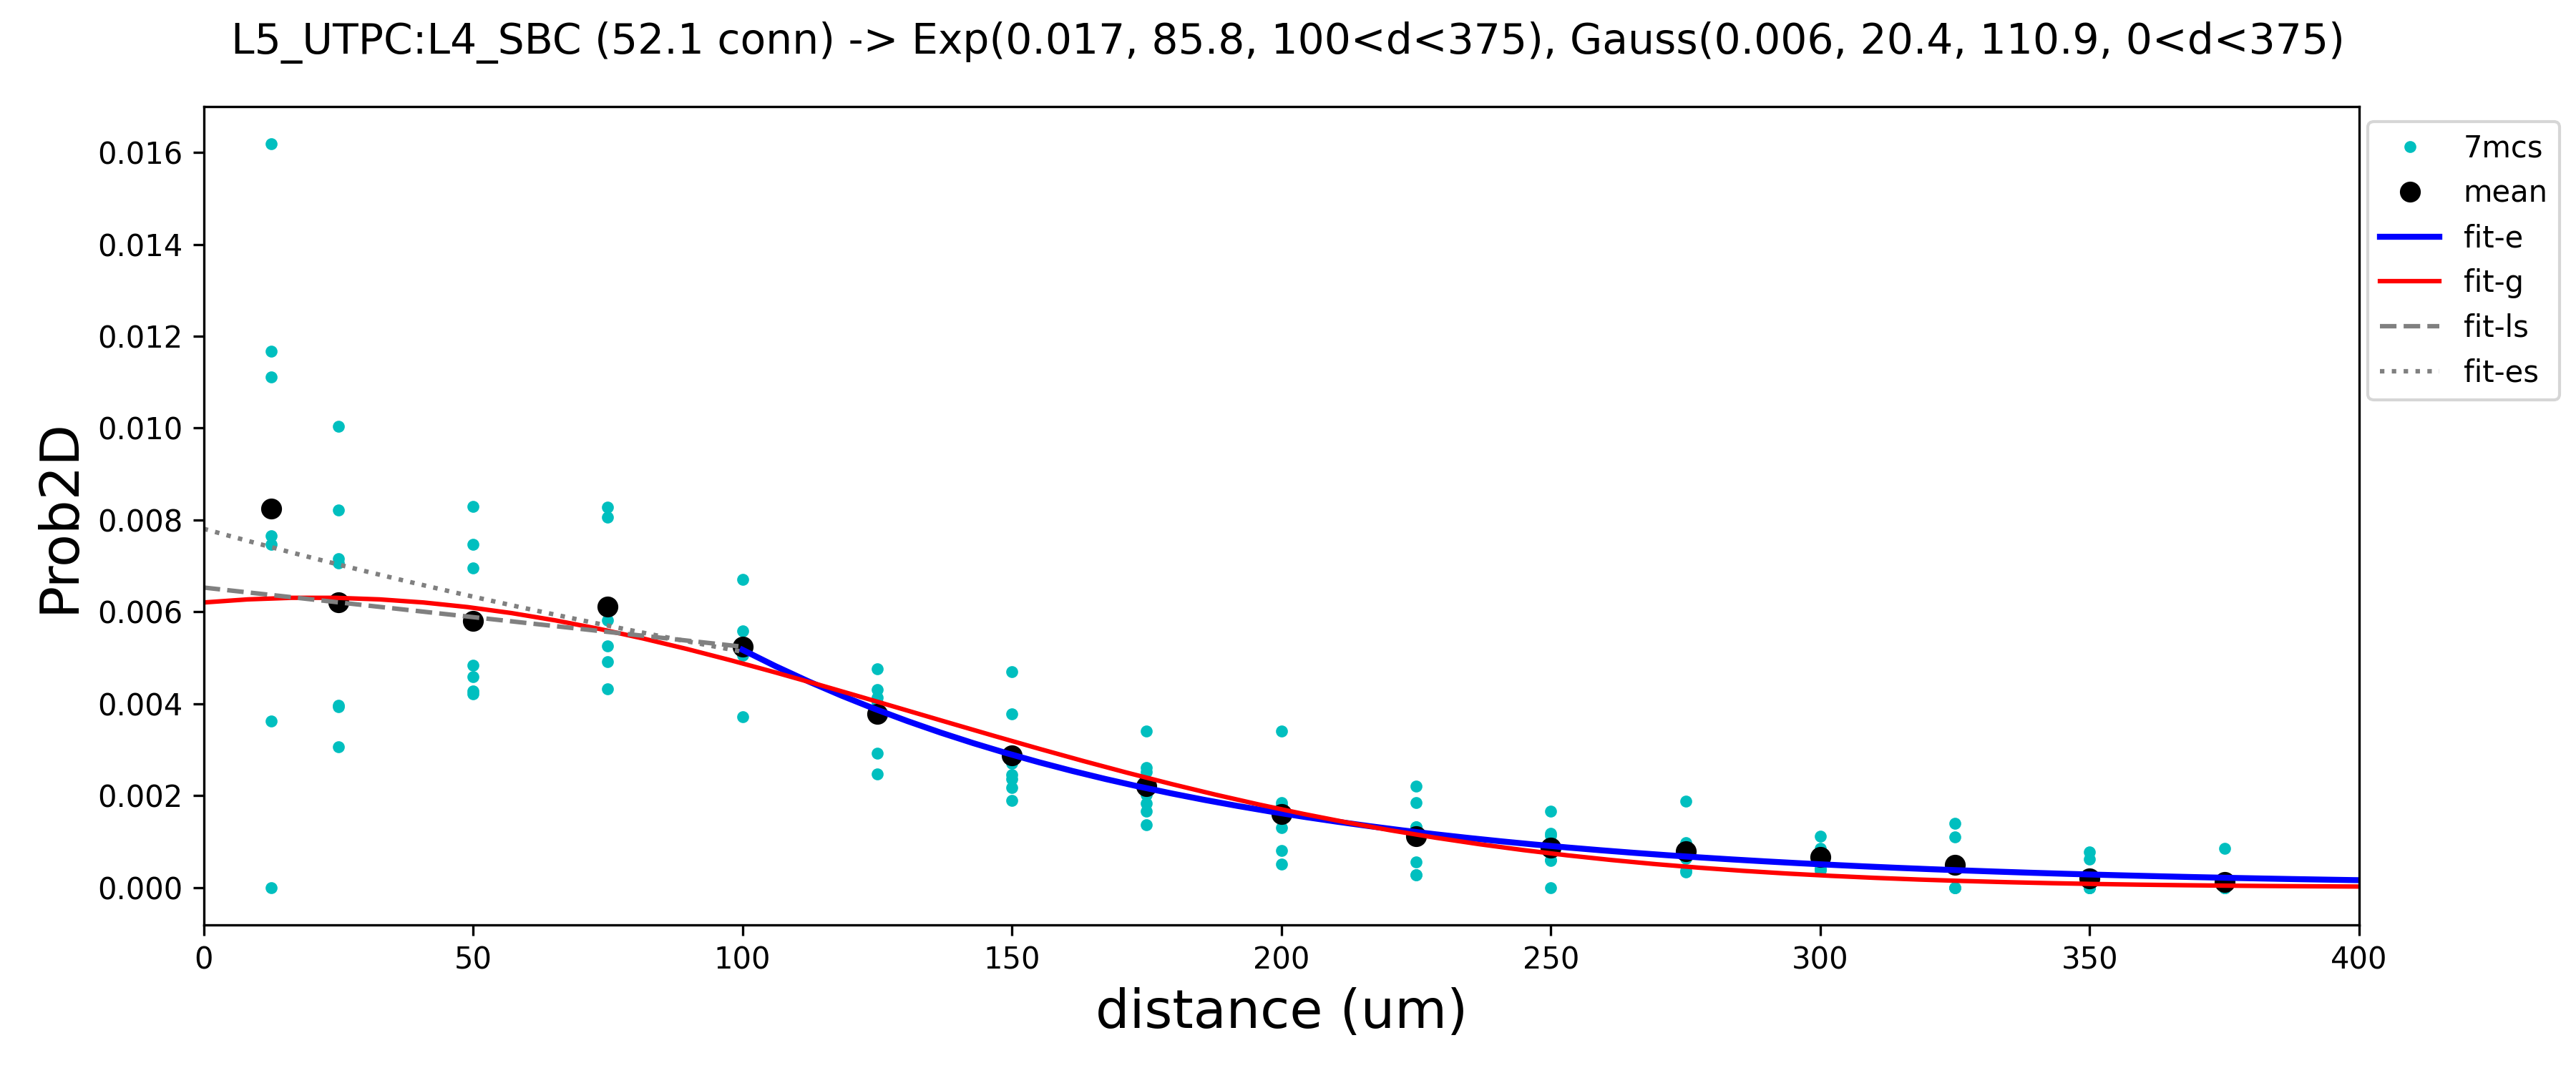 L5_UTPC:L4_SBC (52.1 conn) -> Exp(0.017, 85.8, 100<d<375), Gauss(0.006, 20.4, 110.9, 0<d<375)
Prob2D
0.016
0.014
0.012
0.010
0.008
0.006
0.004
0.002
0.000
0 50 100 150 200 250 300 350 400
distance (um)
7mcs
mean
fit-e
fit-g
fit-ls
fit-es